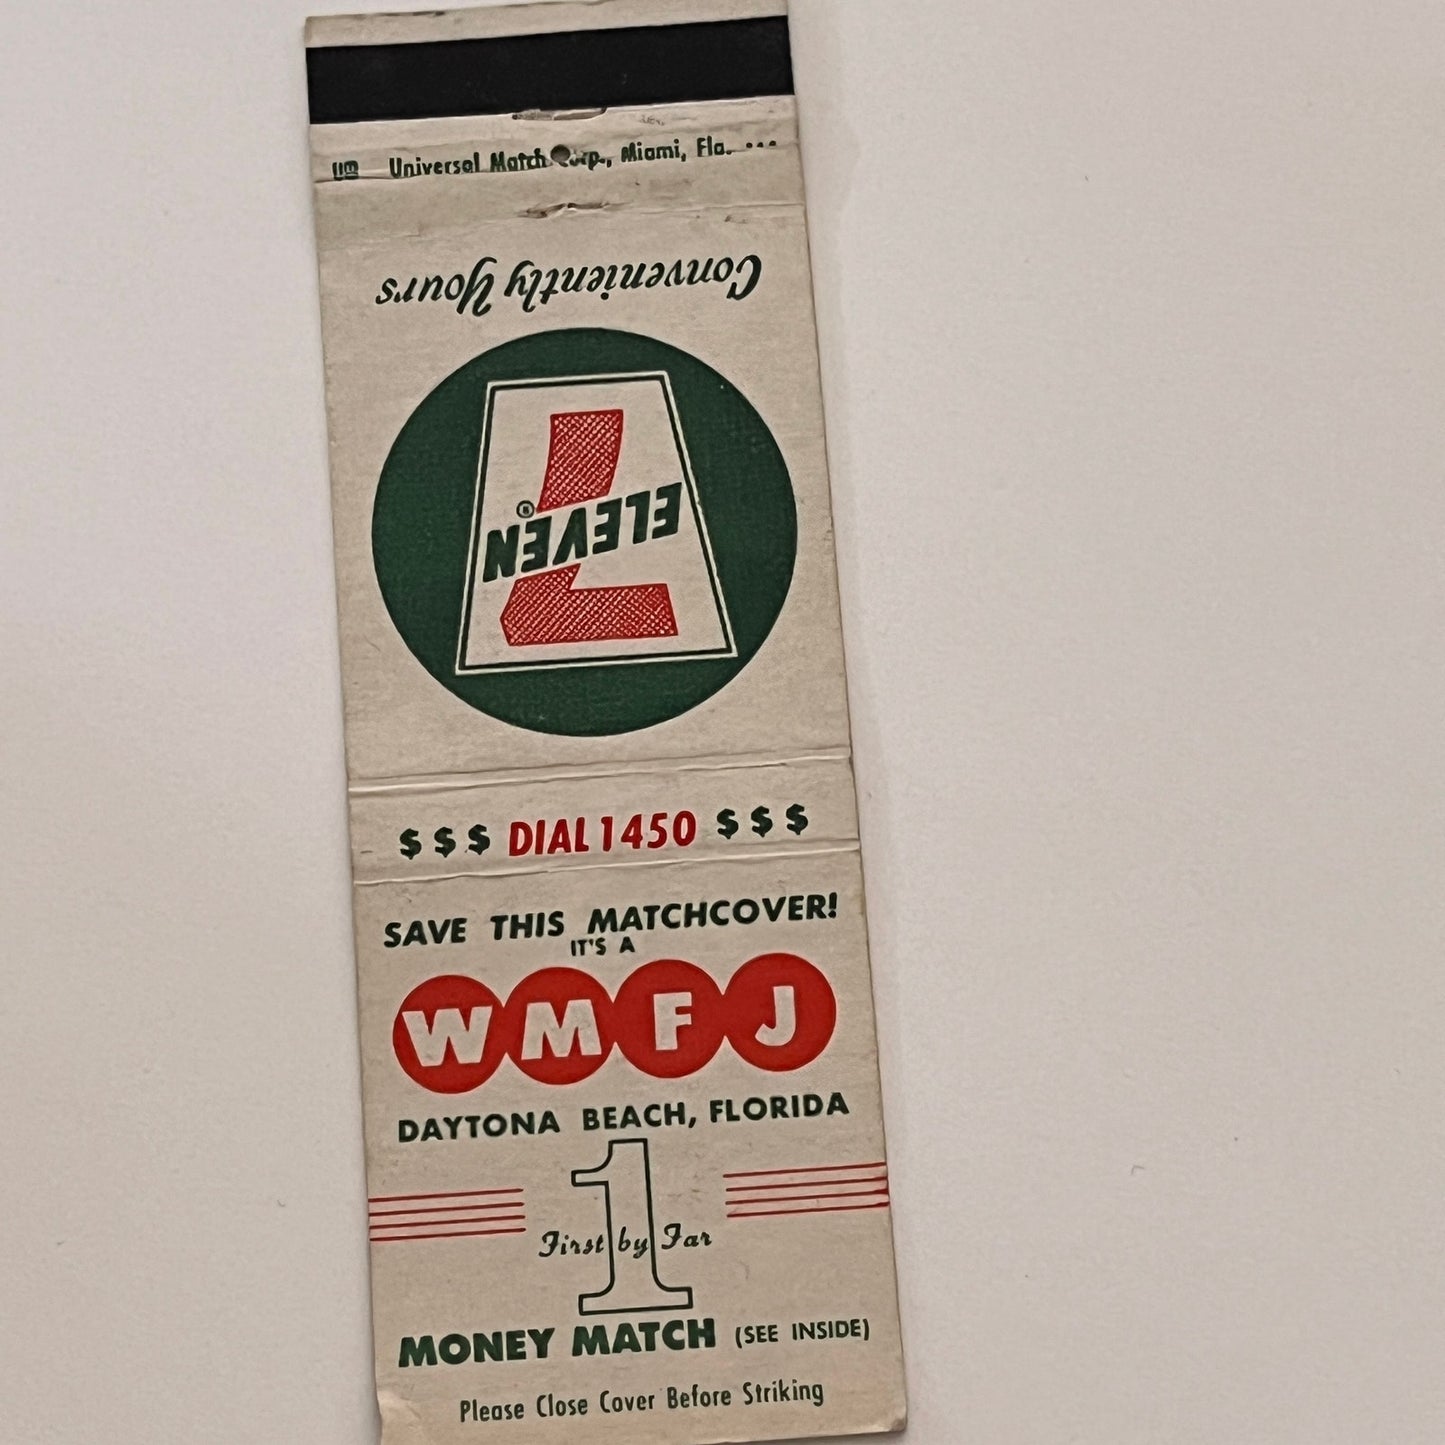 UM Universal Match Corp., Miami, Fla. ...
Conveniently Yours
7
ELEVEN®
$ $ $ DIAL 1450 $ $ $
SAVE THIS MATCHCOVER!
IT'S A
WMFJ
DAYTONA BEACH, FLORIDA
1
First by Far
MONEY MATCH (SEE INSIDE)
Please Close Cover Before Striking